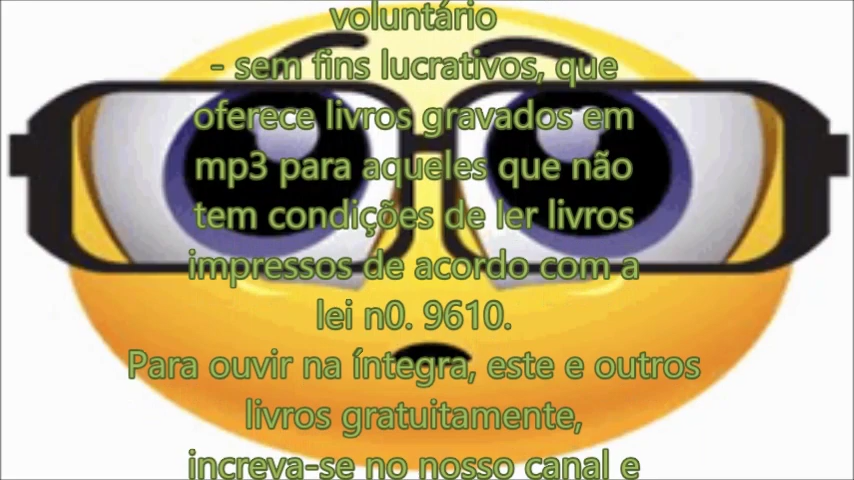 voluntário
- sem fins lucrativos, que
oferece livros gravados em
mp3 para aqueles que não
tem condições de ler livros
impressos de acordo com a
lei n0. 9610.
Para ouvir na íntegra, este e outros
livros gratuitamente,
increva-se no nosso canal e